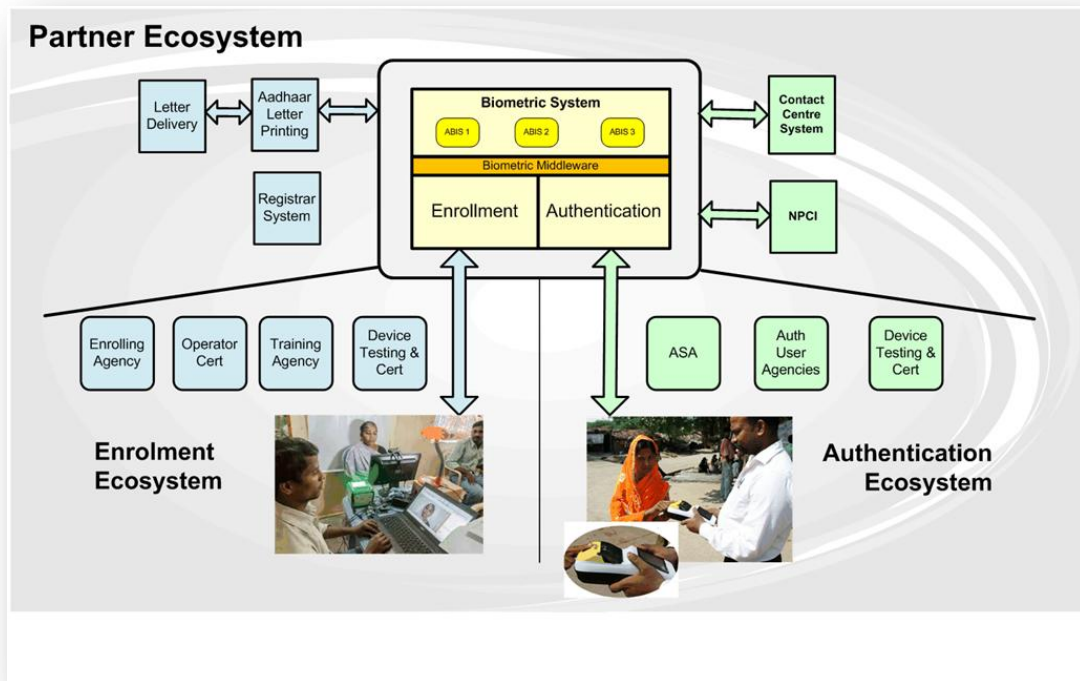 Partner Ecosystem
Letter
Delivery
Aadhaar
Letter
Printing
Biometric System
ABIS 1
ABIS 2
ABIS 3
Contact
Centre
System
Biometric Middleware
Registrar
System
Enrollment
Authentication
NPCI
Enrolling
Agency
Operator
Cert
Training
Agency
Device
Testing &
Cert
ASA
Auth
User
Agencies
Device
Testing &
Cert
Enrolment
Ecosystem
Authentication
Ecosystem